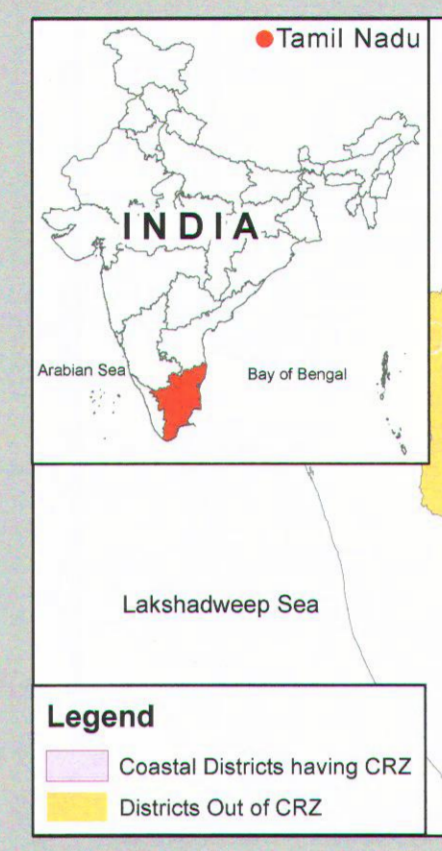 Tamil Nadu
INDIA
Arabian Sea
Bay of Bengal
Lakshadweep Sea
Legend
Coastal Districts having CRZ
Districts Out of CRZ